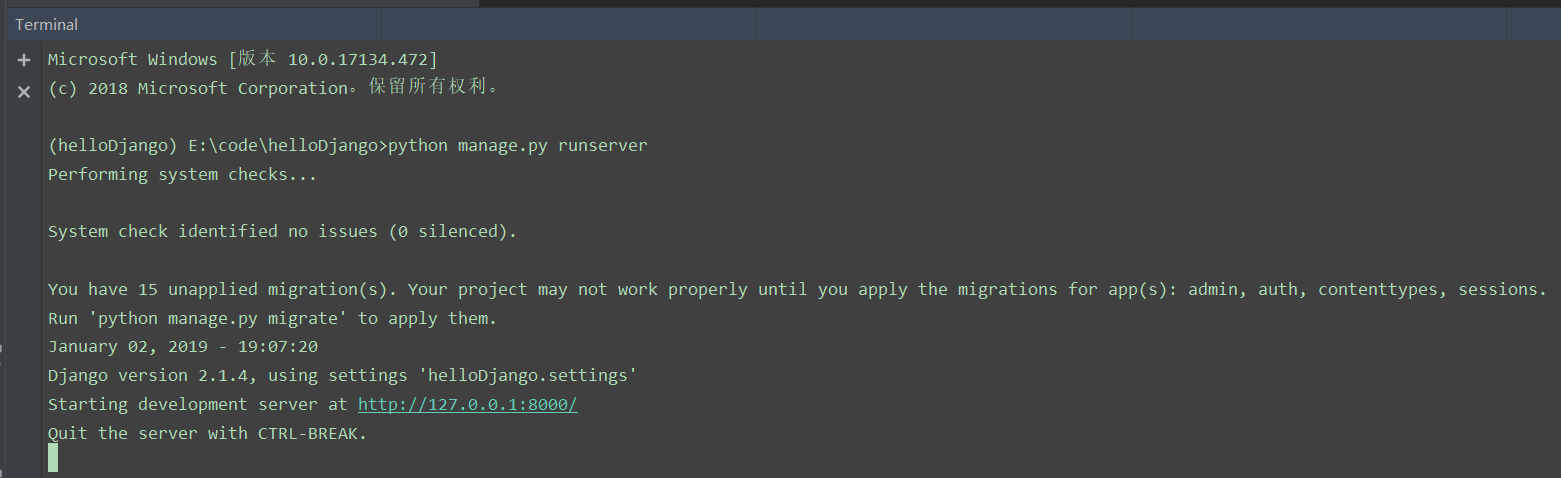 Terminal
Microsoft Windows [版本 10.0.17134.472]
(c) 2018 Microsoft Corporation。保留所有权利。
(helloDjango) E:\code\helloDjango>python manage.py runserver
Performing system checks...
System check identified no issues (0 silenced).
You have 15 unapplied migration(s). Your project may not work properly until you apply the migrations for app(s): admin, auth, contenttypes, sessions.
Run 'python manage.py migrate' to apply them.
January 02, 2019 - 19:07:20
Django version 2.1.4, using settings 'helloDjango.settings'
Starting development server at http://127.0.0.1:8000/
Quit the server with CTRL-BREAK.